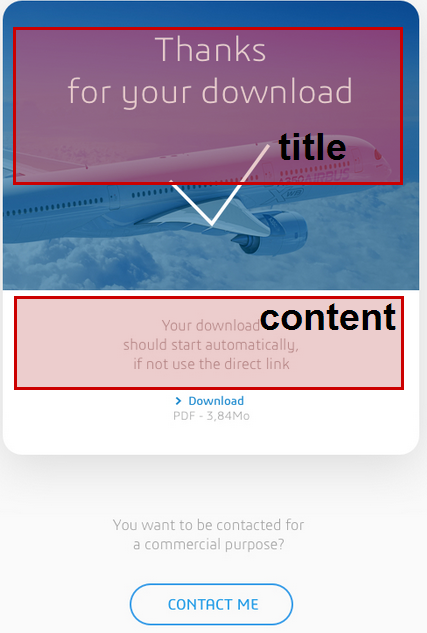 Thanks
for your download
title
content
Your download
should start automatically,
if not use the direct link
> Download
PDF - 3,84Mo
You want to be contacted for
a commercial purpose?
CONTACT ME